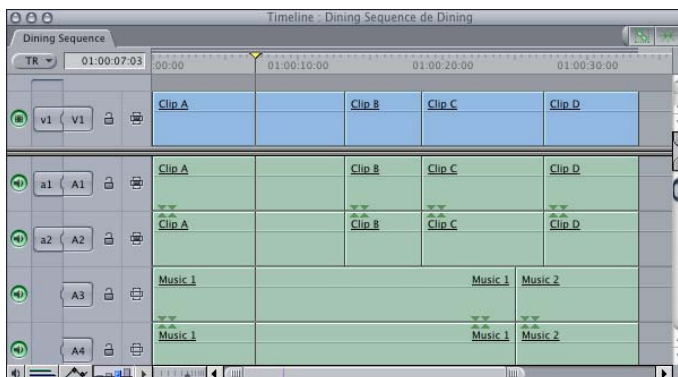 Timeline : Dining Sequence de Dining
Dining Sequence
TR 01:00:07:03 00:00 01:00:10:00 01:00:20:00 01:00:30:00
v1 V1 Clip A Clip B Clip C Clip D
a1 A1 Clip A Clip B Clip C Clip D
a2 A2 Clip A Clip B Clip C Clip D
A3 Music 1 Music 1 Music 2
A4 Music 1 Music 1 Music 2